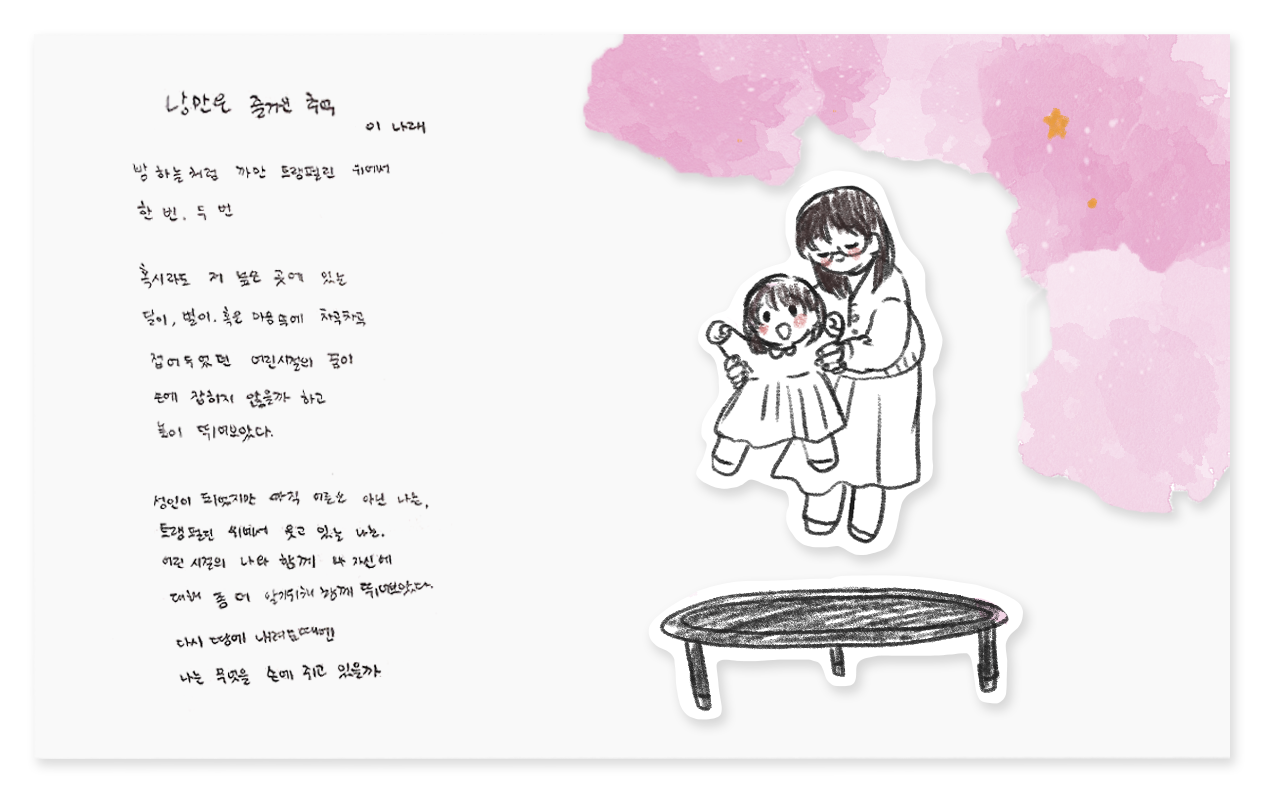 낭만은 즐거운 추억
이 나래
밤 하늘처럼 까만 트램펄린 위에서
한 번, 두 번
혹시라도 저 높은 곳에 있는
달이, 별이, 혹은 마음속에 차곡차곡
접어두었던 어린시절의 꿈이
손에 잡히지 않을까 하고
높이 뛰어보았다.
성인이 되었지만 아직 어른은 아닌 나는,
트램펄린 위에서 웃고 있는 나는.
어린 시절의 나와 함께 나 자신에
대해 좀 더 알기위해 함께 뛰어보았다.
다시 땅에 내려올때엔
나는 무엇을 손에 쥐고 있을까